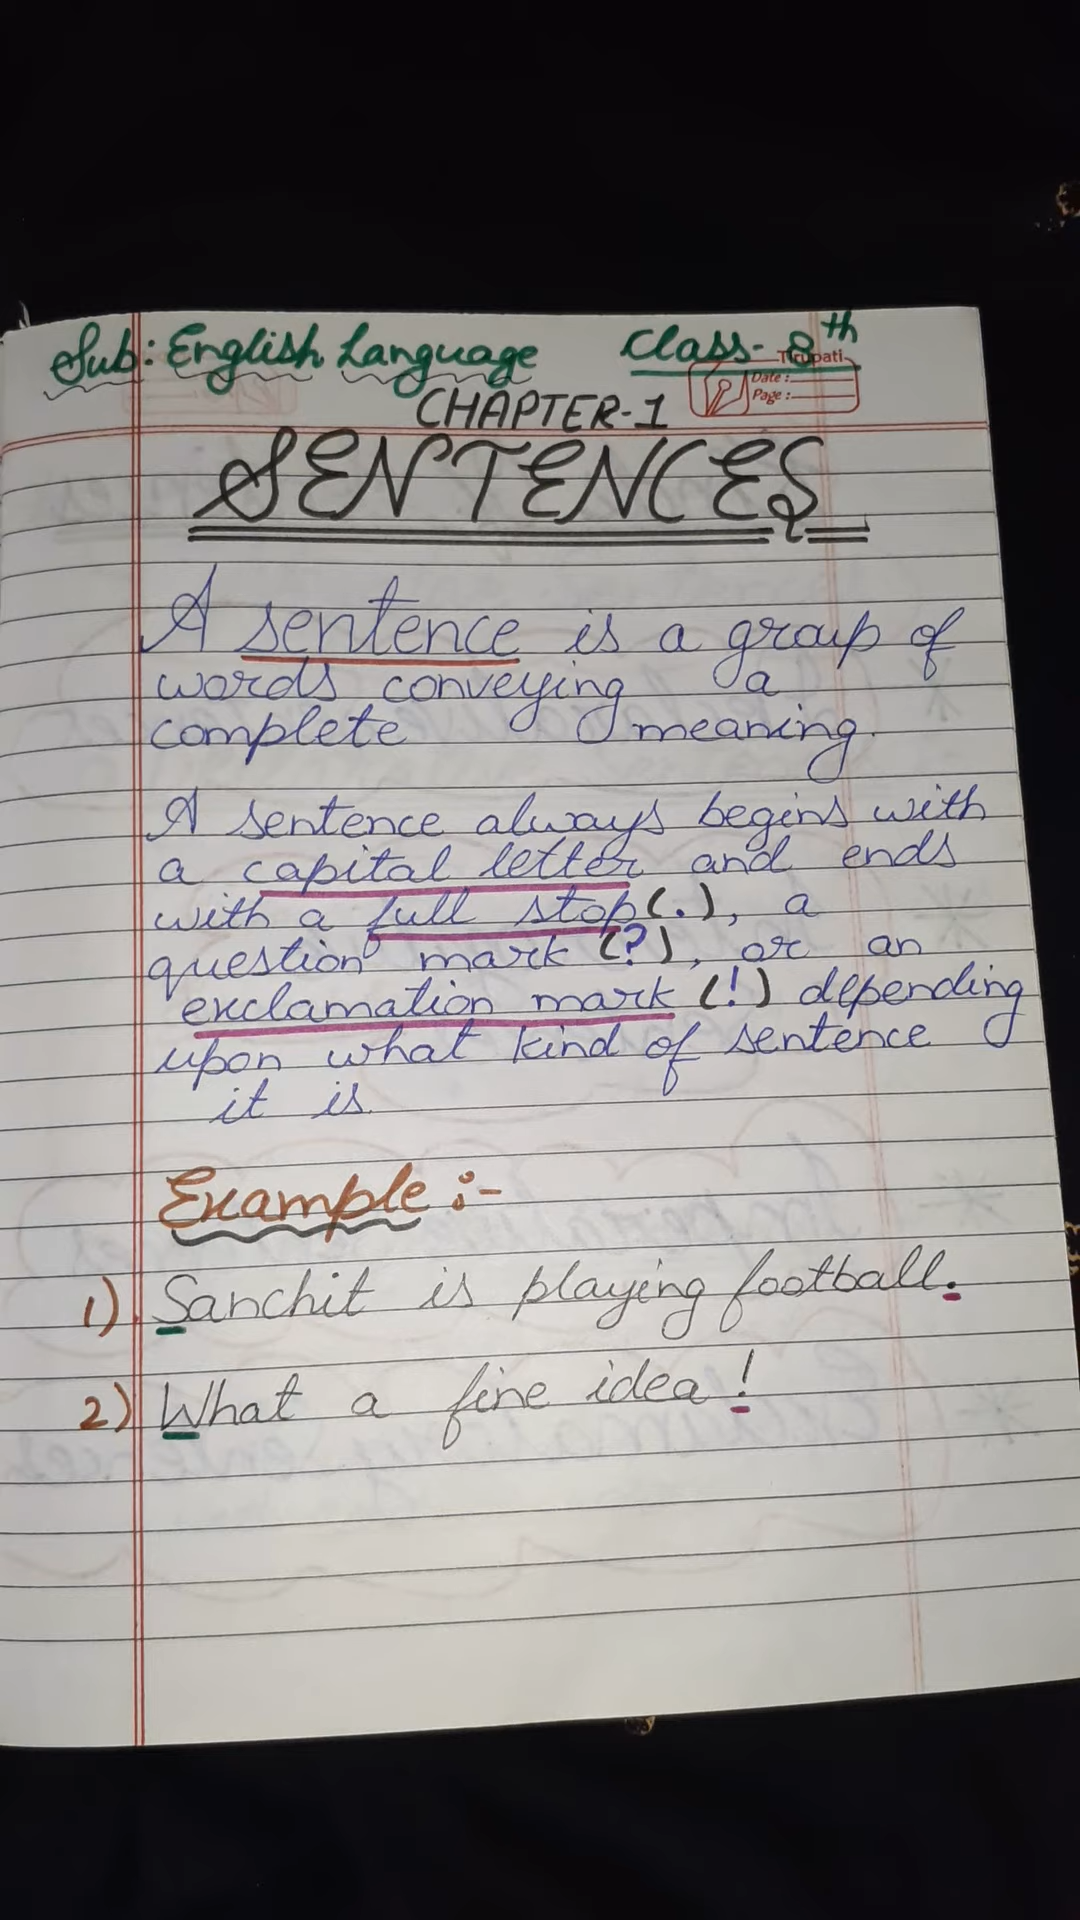 Sub: English Language Class- 8th
Tirupati
Date:
Page:
CHAPTER-1
SENTENCES
A sentence is a group of
words conveying a
complete meaning.
A sentence always begins with
a capital letter and ends
with a full stop(.), a
question mark (?), or an
exclamation mark (!) depending
upon what kind of sentence
it is.
Example :-
1) Sanchit is playing football.
2) What a fine idea!